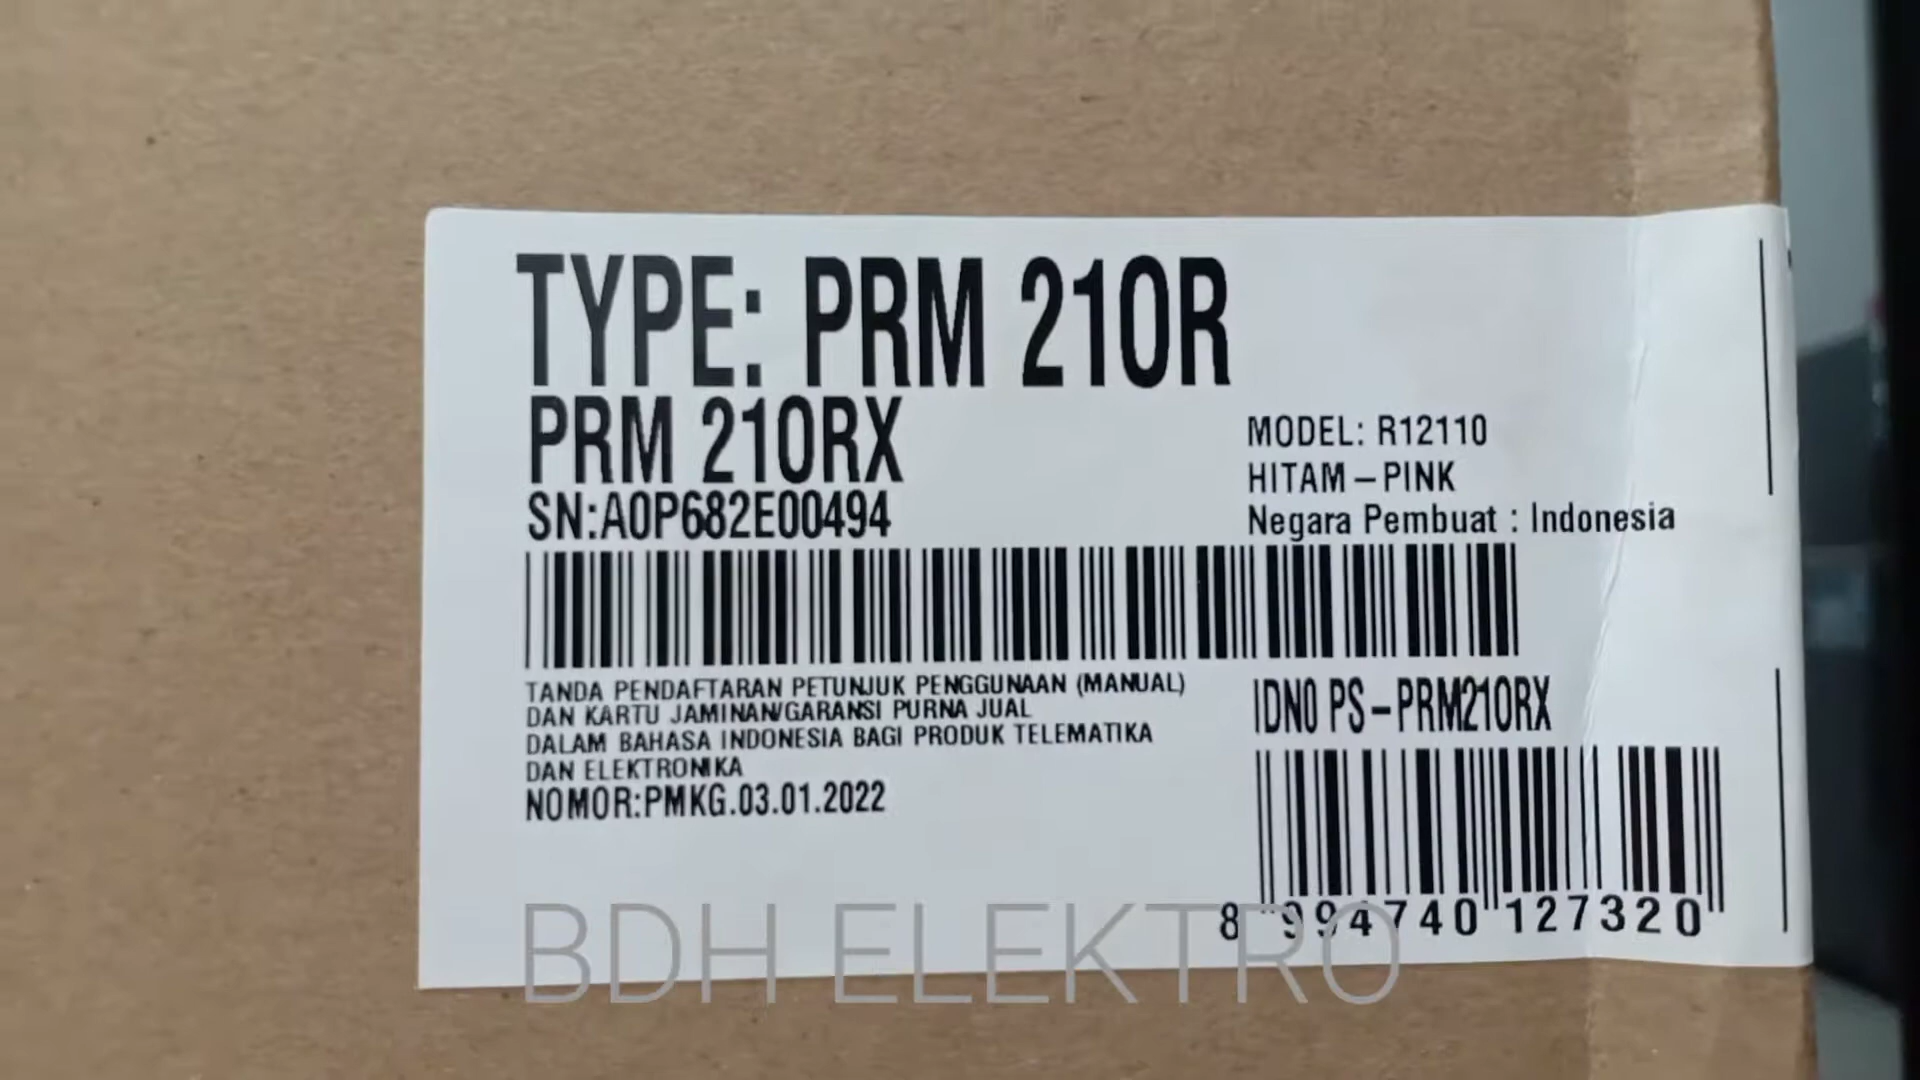 TYPE: PRM 210R
PRM 210RX
SN:A0P682E00494
MODEL: R12110
HITAM – PINK
Negara Pembuat : Indonesia
TANDA PENDAFTARAN PETUNJUK PENGGUNAAN (MANUAL)
DAN KARTU JAMINAN/GARANSI PURNA JUAL
DALAM BAHASA INDONESIA BAGI PRODUK TELEMATIKA
DAN ELEKTRONIKA
NOMOR:PMKG.03.01.2022
IDNO PS-PRM210RX
8 994740 127320
BDH ELEKTRO